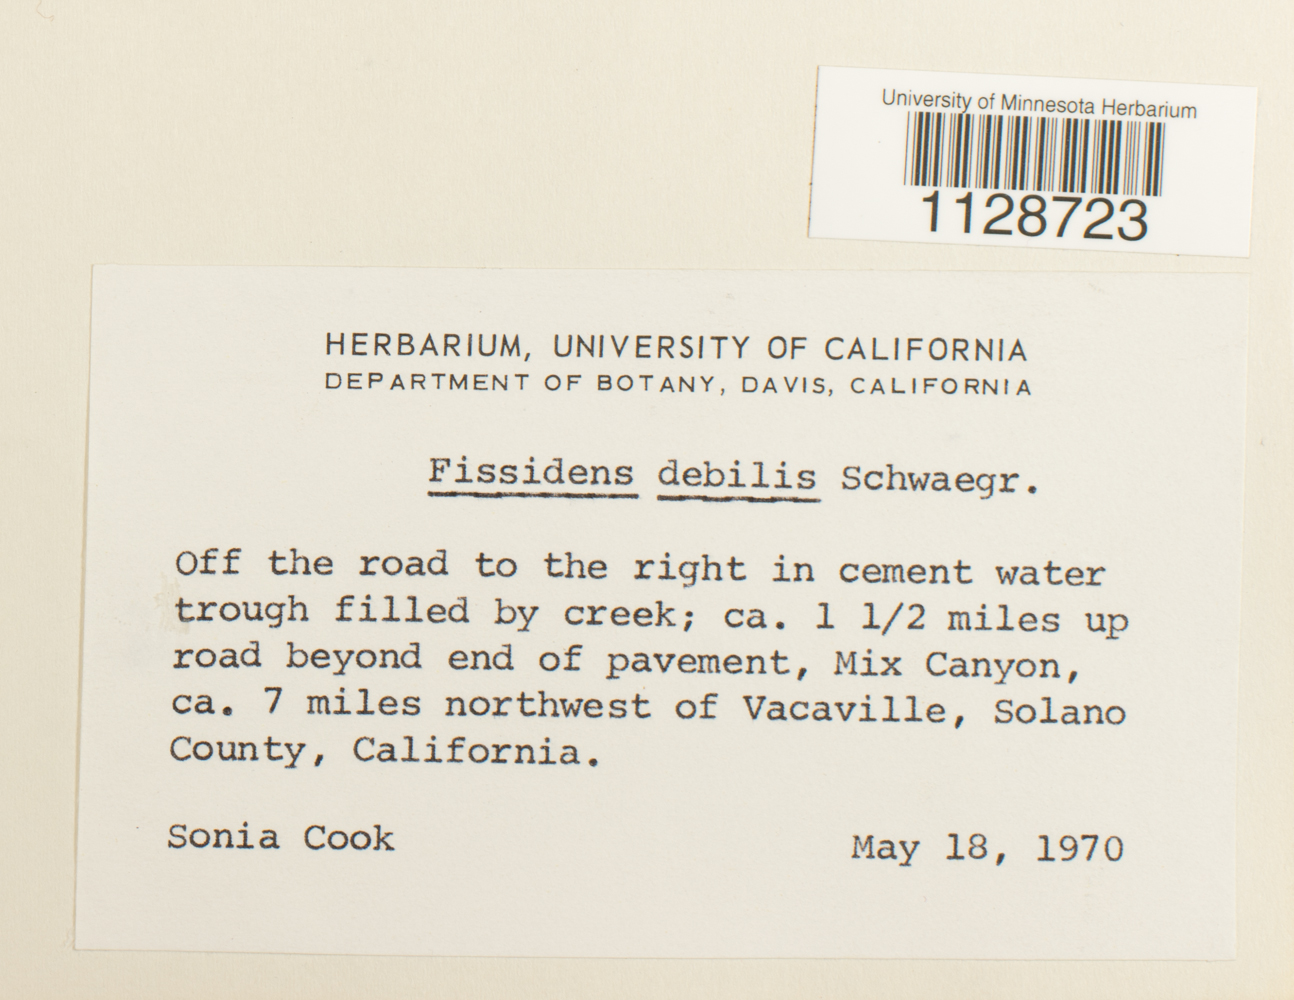 University of Minnesota Herbarium
1128723
HERBARIUM, UNIVERSITY OF CALIFORNIA
DEPARTMENT OF BOTANY, DAVIS, CALIFORNIA
Fissidens debilis Schwaegr.
Off the road to the right in cement water
trough filled by creek; ca. 1 1/2 miles up
road beyond end of pavement, Mix Canyon,
ca. 7 miles northwest of Vacaville, Solano
County, California.
Sonia Cook
May 18, 1970